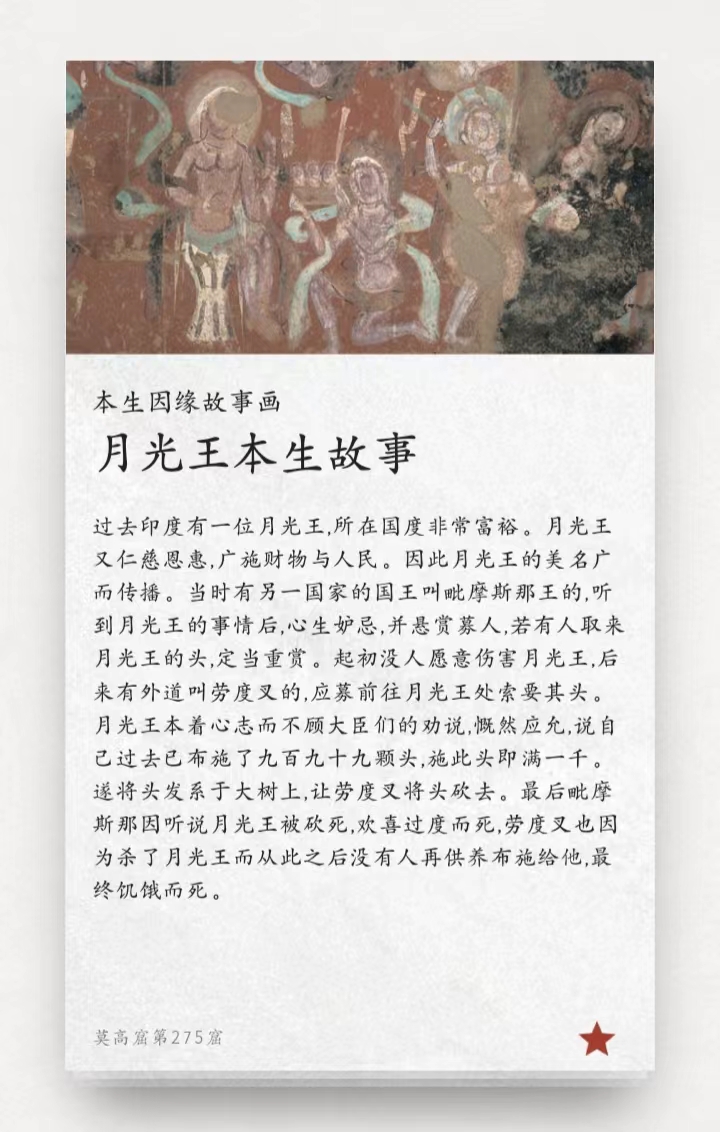 本生因缘故事画
月光王本生故事
过去印度有一位月光王,所在国度非常富裕。月光王
又仁慈恩惠,广施财物与人民。因此月光王的美名广
而传播。当时有另一国家的国王叫毗摩斯那王的,听
到月光王的事情后,心生妒忌,并悬赏募人,若有人取来
月光王的头,定当重赏。起初没人愿意伤害月光王,后
来有外道叫劳度叉的,应募前往月光王处索要其头。
月光王本着心志而不顾大臣们的劝说,慨然应允,说自
己过去已布施了九百九十九颗头,施此头即满一千。
遂将头发系于大树上,让劳度叉将头砍去。最后毗摩
斯那因听说月光王被砍死,欢喜过度而死,劳度叉也因
为杀了月光王而从此之后没有人再供养布施给他,最
终饥饿而死。
莫高窟第275窟